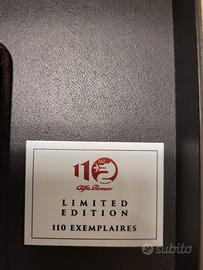 110
Alfa Romeo
LIMITED
EDITION
110 EXEMPLAIRES
subito